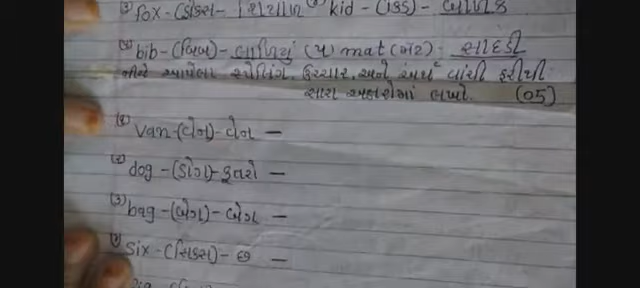 (૩) fox - (ફોક્સ) - શિયાળ (૪) kid - (કિડ) - બાળક
(૫) bib - (બિબ) - બાળિયું (૫) mat (મેટ) - સાદડી
નીચે આપેલા સ્પેલિંગ, ઉચ્ચાર, અને અર્થ વાંચી ફરીથી
સારા અક્ષરોમાં લખો. (05)
(૧) van - (વેન) - વેન —
(૨) dog - (ડોગ) - કૂતરો —
(૩) bag - (બેગ) - બેગ —
(૪) six - (સિક્સ) - છ —